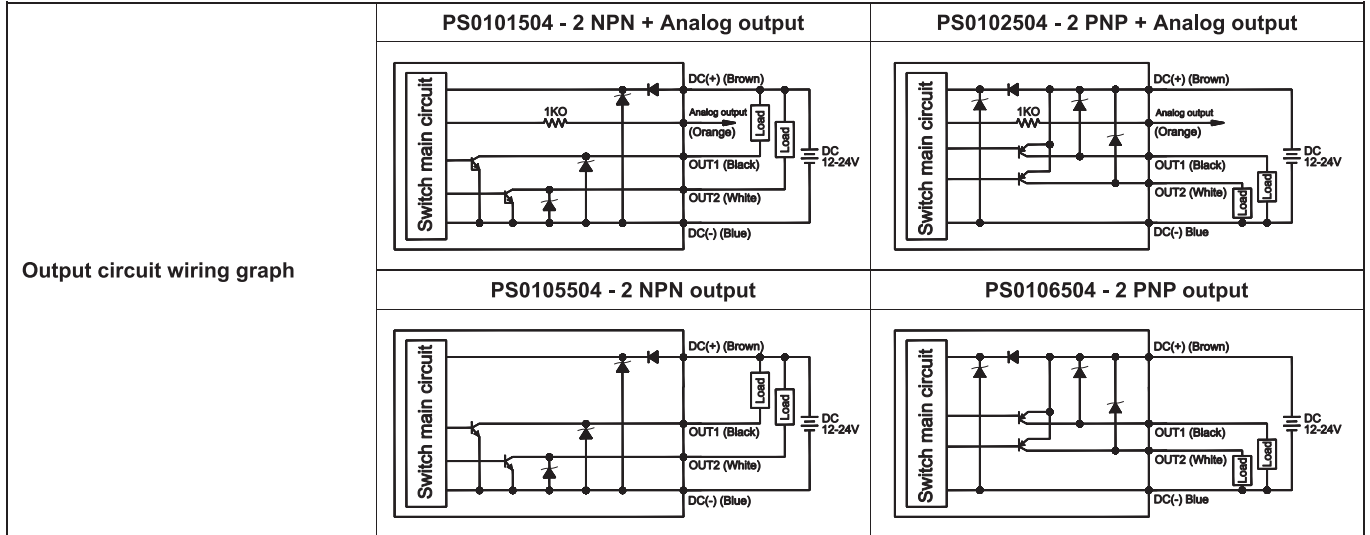 PS0101504 - 2 NPN + Analog output
PS0102504 - 2 PNP + Analog output
Output circuit wiring graph
Switch main circuit
1KO
DC(+) (Brown)
Analog output
(Orange)
OUT1 (Black)
OUT2 (White)
DC(-) (Blue)
Load
Load
DC
12-24V
Switch main circuit
1KO
DC(+) (Brown)
Analog output
(Orange)
OUT1 (Black)
OUT2 (White)
DC(-) Blue
Load
Load
DC
12-24V
PS0105504 - 2 NPN output
PS0106504 - 2 PNP output
Switch main circuit
DC(+) (Brown)
OUT1 (Black)
OUT2 (White)
DC(-) (Blue)
Load
Load
DC
12-24V
Switch main circuit
DC(+) (Brown)
OUT1 (Black)
OUT2 (White)
DC(-) Blue
Load
Load
DC
12-24V